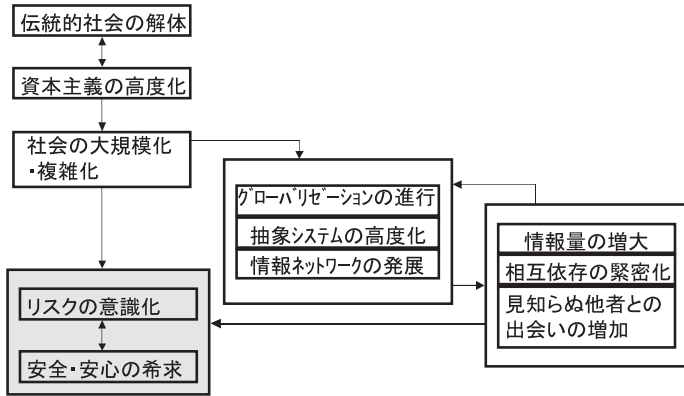 伝統的社会の解体
資本主義の高度化
社会の大規模化
・複雑化
グローバリゼーションの進行
抽象システムの高度化
情報ネットワークの発展
情報量の増大
相互依存の緊密化
見知らぬ他者との
出会いの増加
リスクの意識化
安全・安心の希求